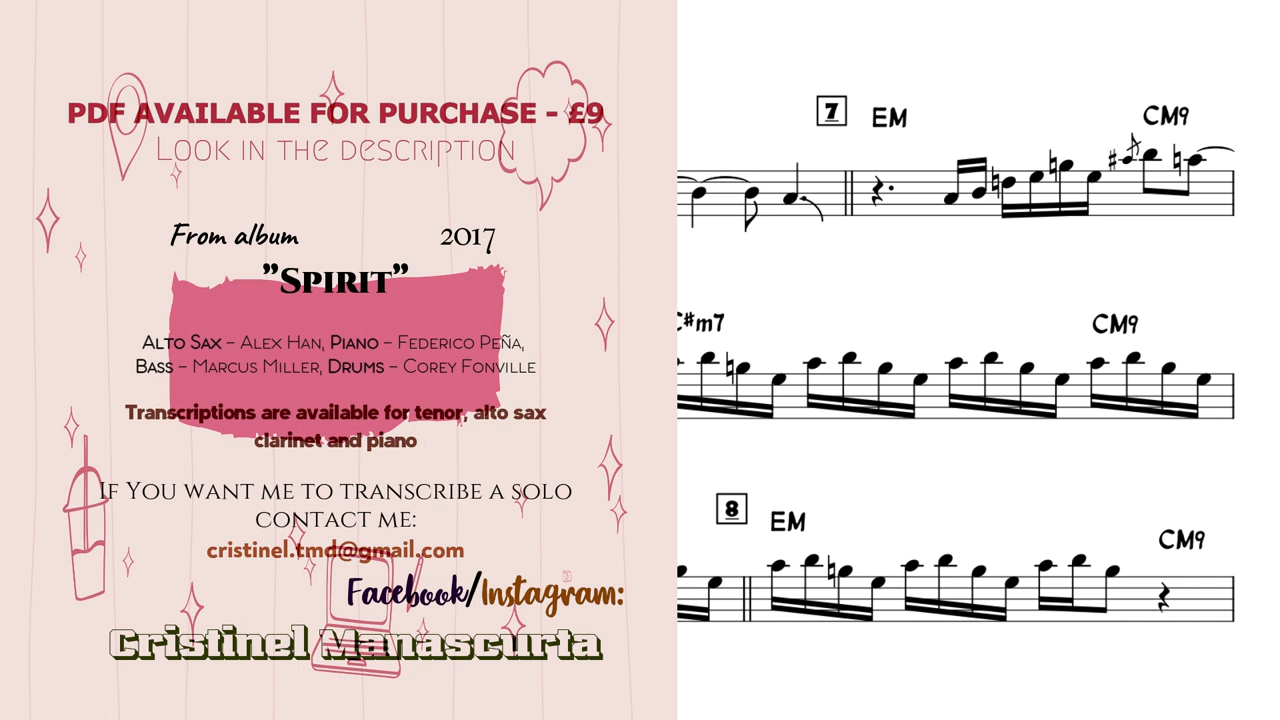 PDF AVAILABLE FOR PURCHASE - £9
Look in the description
From album
2017
"Spirit"
Alto Sax – Alex Han, Piano – Federico Peña,
Bass – Marcus Miller, Drums – Corey Fonville
Transcriptions are available for tenor, alto sax
clarinet and piano
If You want me to transcribe a solo
contact me:
cristinel.tmd@gmail.com
Facebook/Instagram:
Cristinel Manascurta
7 EM CM9
C#m7 CM9
8 EM CM9